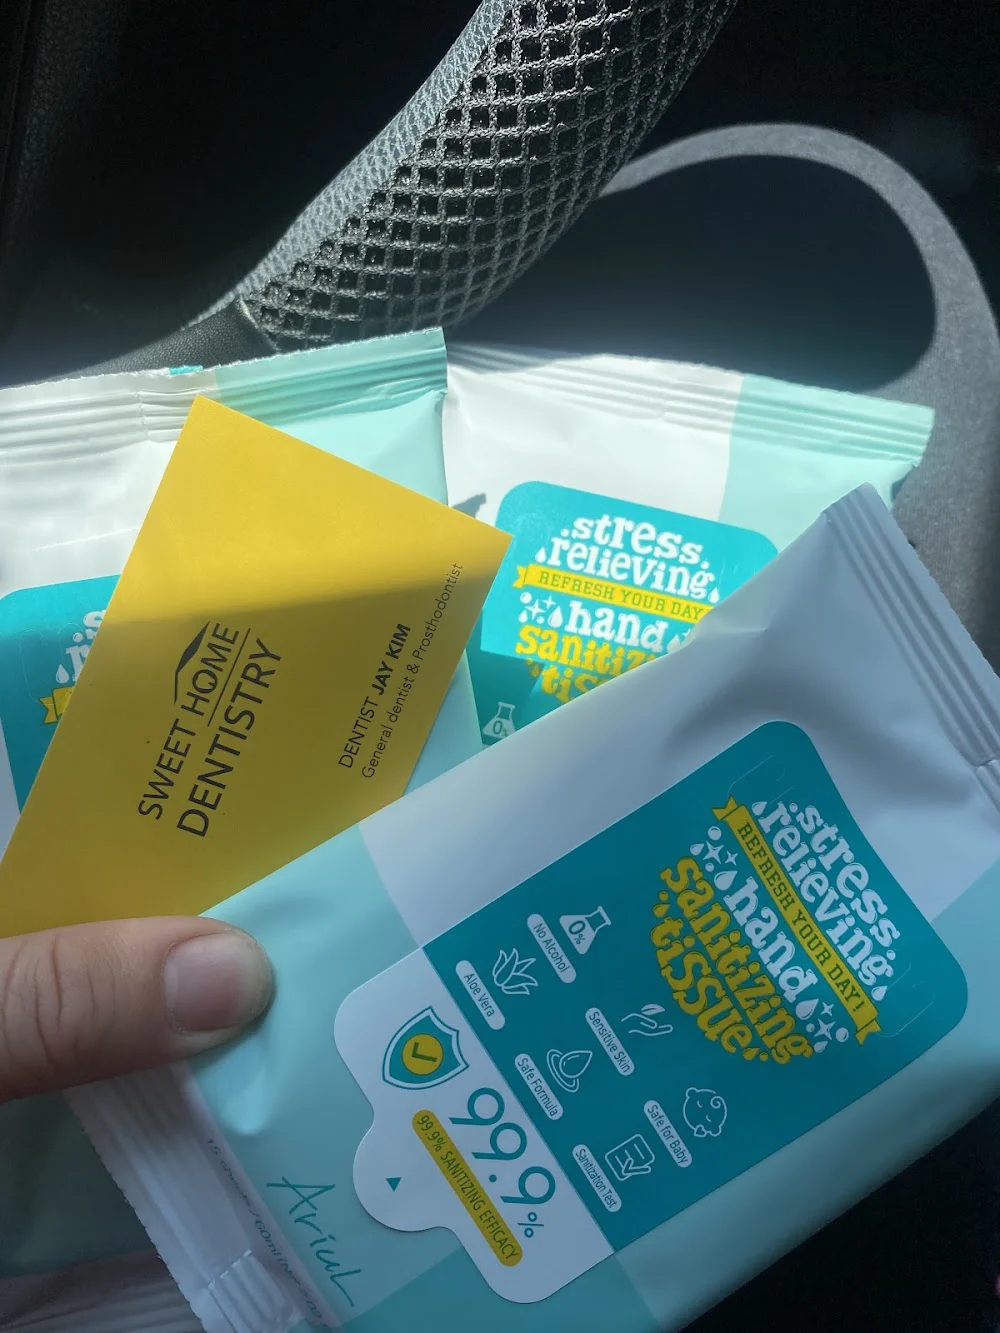 SWEET HOME
DENTISTRY
DENTIST JAY KIM
General dentist & Prosthodontist
stress
relieving
REFRESH YOUR DAY
hand
stress
relieving
REFRESH YOUR DAY!
hand
sanitizing
tissue
0%
No Alcohol
Aloe Vera
Sensitive Skin
Safe Formula
Safe for Baby
Sanitization Test
99.9%
99.9% SANITIZING EFFICACY
Ariul